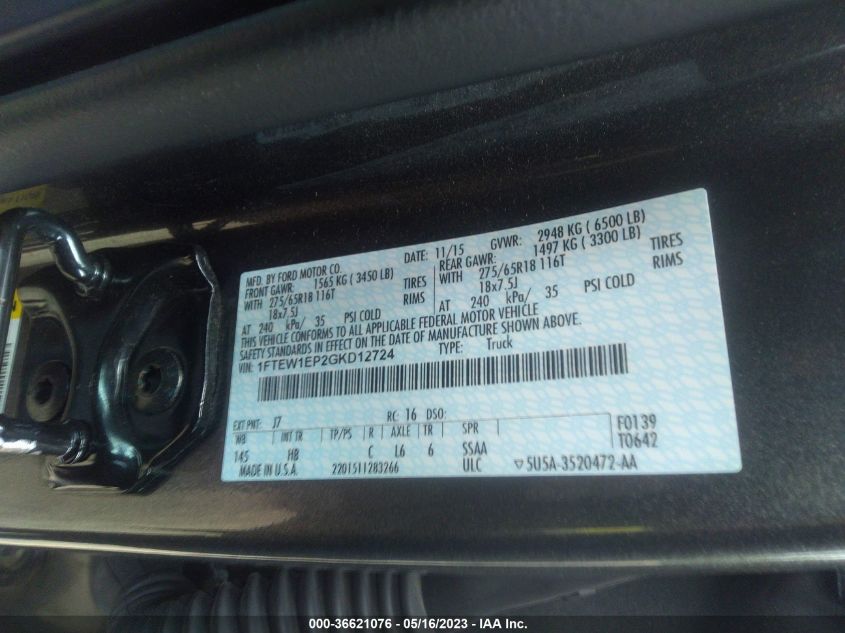 MFD. BY FORD MOTOR CO.
DATE: 11/15 GVWR: 2948 KG ( 6500 LB)
FRONT GAWR: 1565 KG ( 3450 LB) REAR GAWR: 1497 KG ( 3300 LB)
WITH 275/65R18 116T TIRES WITH 275/65R18 116T TIRES
18x7.5J RIMS 18x7.5J RIMS
AT 240 kPa/ 35 PSI COLD AT 240 kPa/ 35 PSI COLD
THIS VEHICLE CONFORMS TO ALL APPLICABLE FEDERAL MOTOR VEHICLE
SAFETY STANDARDS IN EFFECT ON THE DATE OF MANUFACTURE SHOWN ABOVE.
VIN: 1FTEW1EP2GKD12724 TYPE: Truck
EXT PNT: J7 RC: 16 DSO: F0139
WB INT TR TP/PS R AXLE TR SPR T0642
145 HB C L6 6 SSAA
MADE IN U.S.A. 2201511283266 ULC 5U5A-3520472-AA
000-36621076 - 05/16/2023 - IAA Inc.